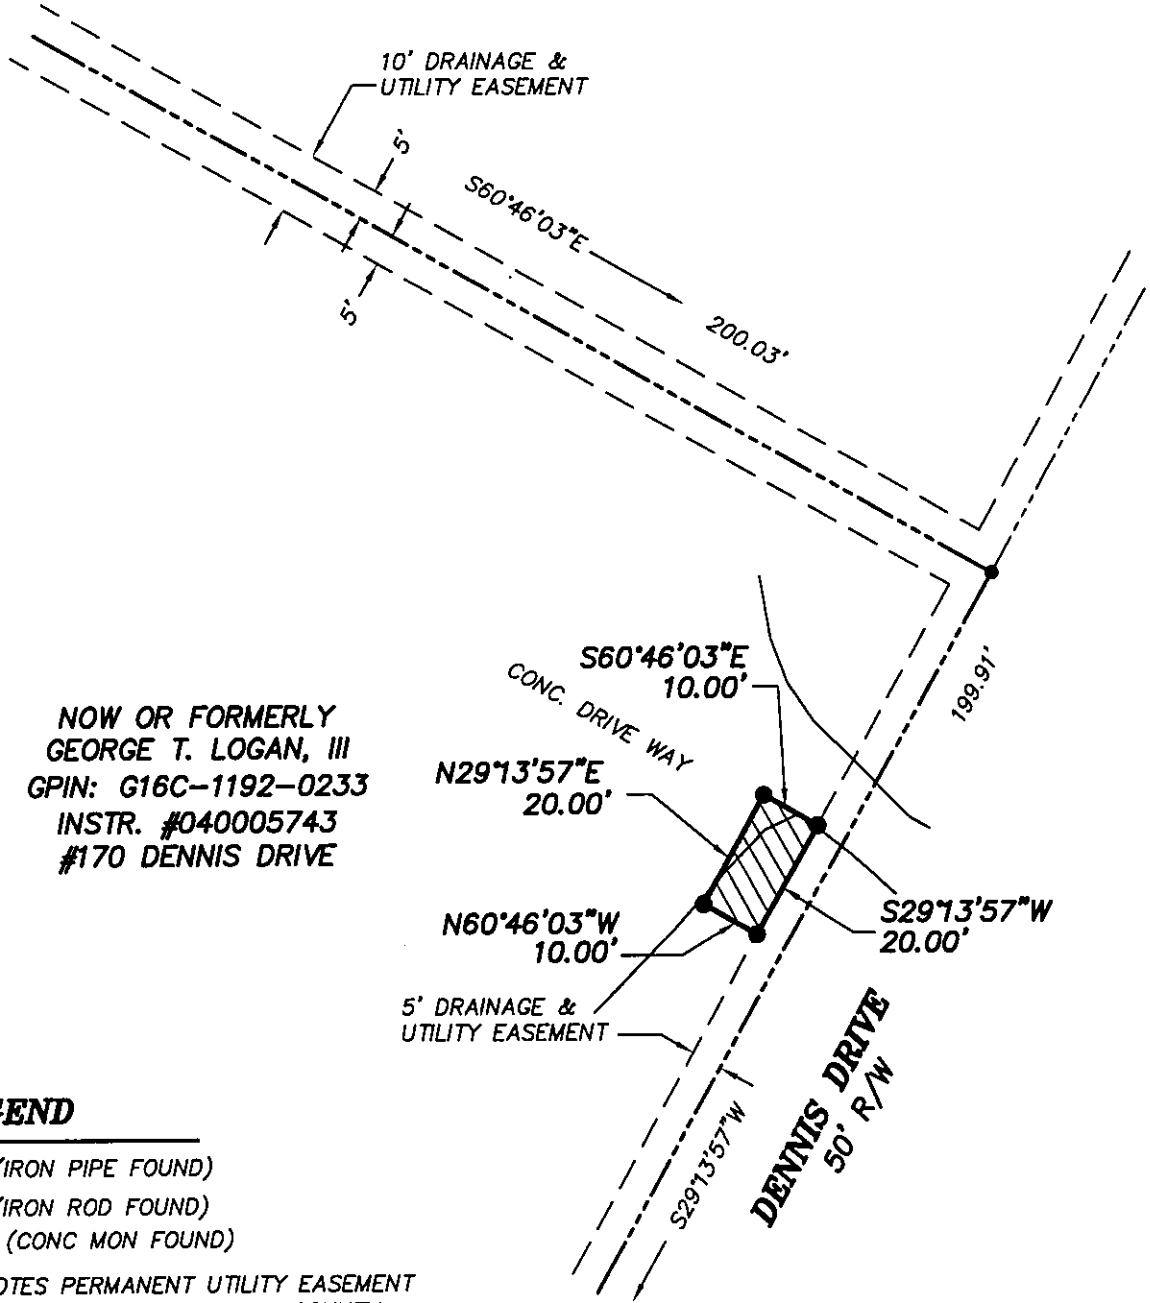 10' DRAINAGE &
UTILITY EASEMENT
5'
5'
S60°46'03"E
200.03'
199.91'
S60°46'03"E
10.00'
CONC. DRIVE WAY
N29°13'57"E
20.00'
NOW OR FORMERLY
GEORGE T. LOGAN, III
GPIN: G16C-1192-0233
INSTR. #040005743
#170 DENNIS DRIVE
N60°46'03"W
10.00'
S29°13'57"W
20.00'
5' DRAINAGE &
UTILITY EASEMENT
DENNIS DRIVE
50' R/W
S29°13'57"W
GEND
(IRON PIPE FOUND)
(IRON ROD FOUND)
(CONC MON FOUND)
OTES PERMANENT UTILITY EASEMENT